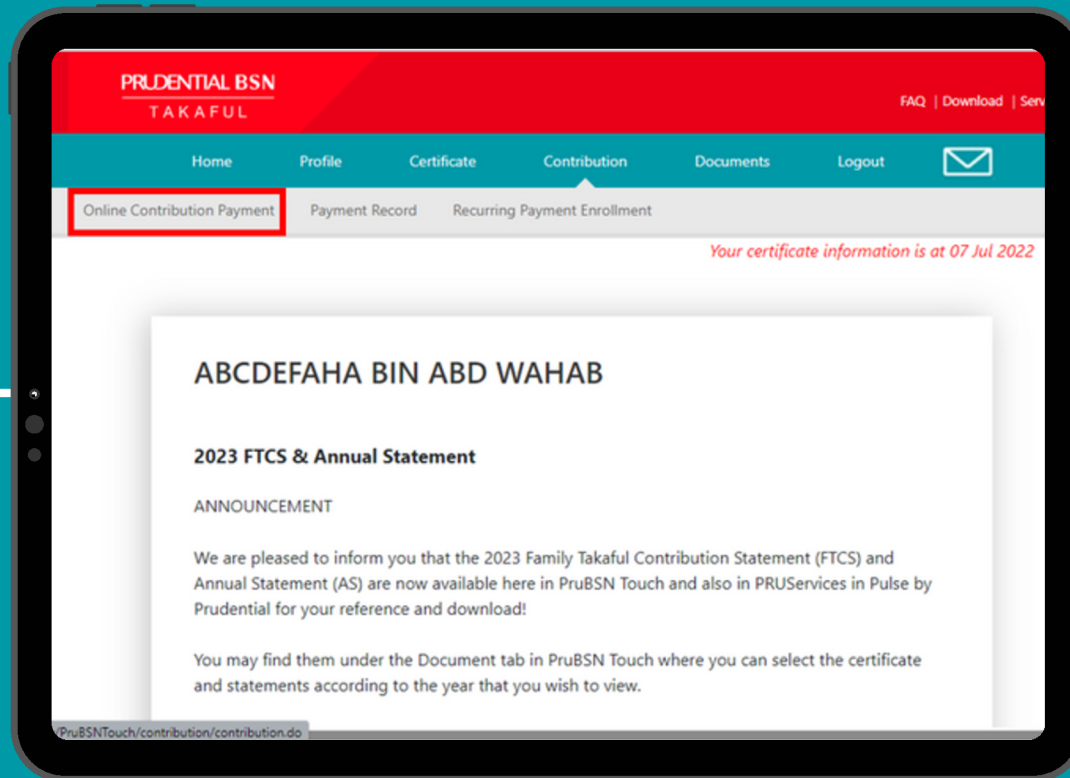 PRUDENTIAL BSN
TAKAFUL
FAQ | Download |
Home Profile Certificate Contribution Documents Logout
Online Contribution Payment Payment Record Recurring Payment Enrollment
Your certificate information is at 07 Jul 2022
ABCDEFAHA BIN ABD WAHAB
2023 FTCS & Annual Statement
ANNOUNCEMENT
We are pleased to inform you that the 2023 Family Takaful Contribution Statement (FTCS) and
Annual Statement (AS) are now available here in PruBSN Touch and also in PRUServices in Pulse by
Prudential for your reference and download!
You may find them under the Document tab in PruBSN Touch where you can select the certificate
and statements according to the year that you wish to view.
/PruBSNTouch/contribution/contribution.do